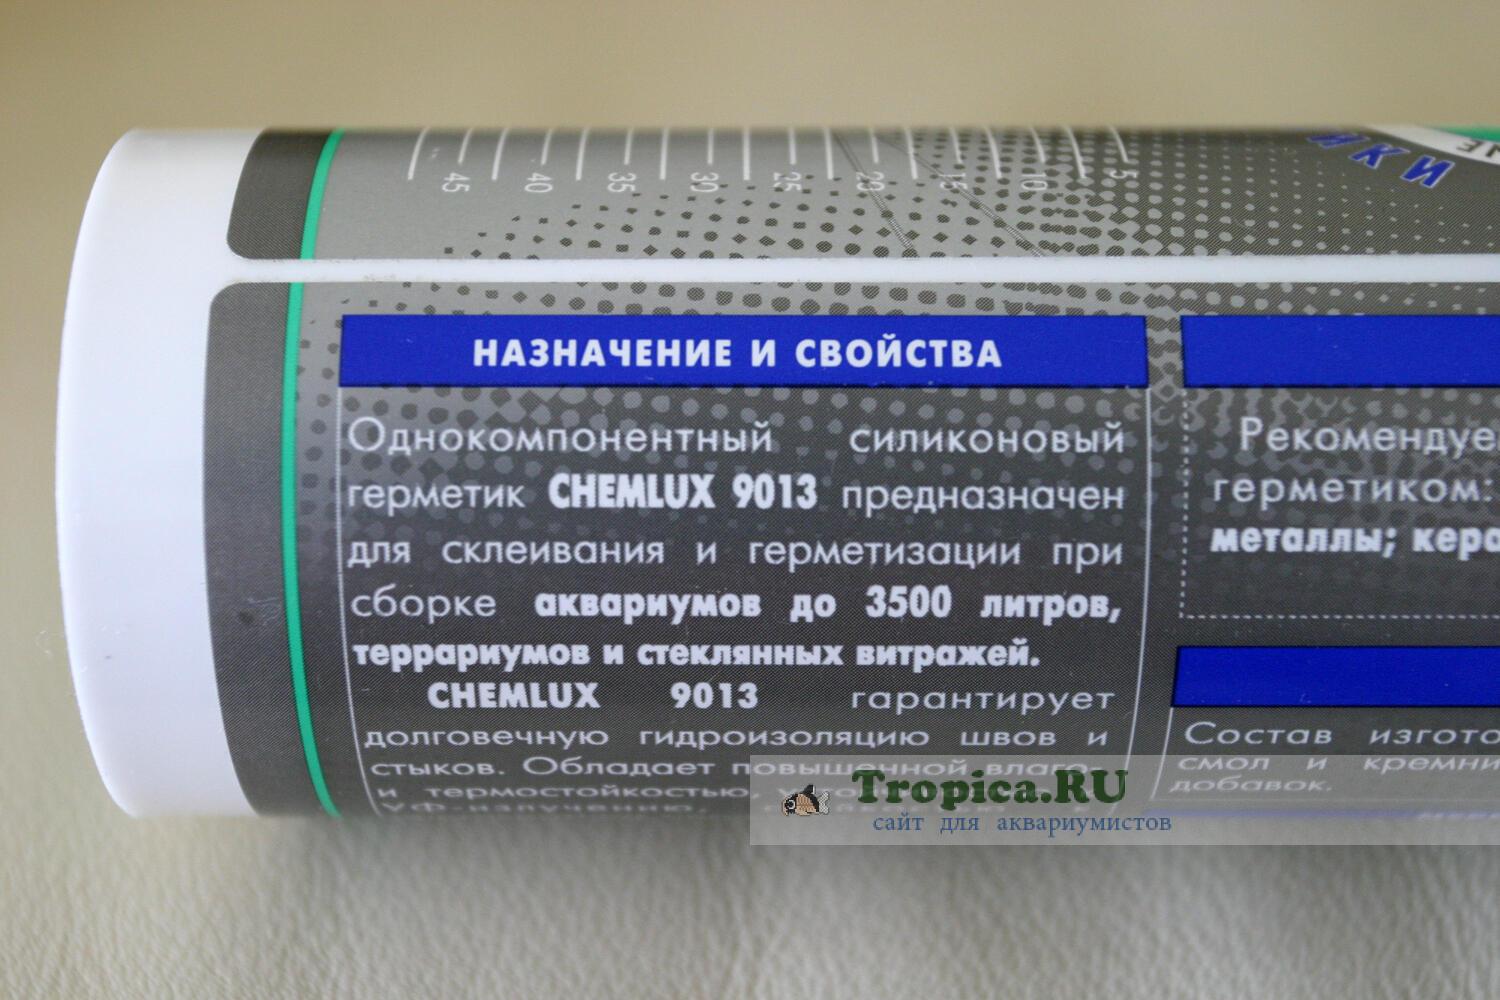 45 40 35 30 25 20 15 10 5
НАЗНАЧЕНИЕ И СВОЙСТВА
Однокомпонентный силиконовый
герметик CHEMLUX 9013 предназначен
для склеивания и герметизации при
сборке аквариумов до 3500 литров,
террариумов и стеклянных витражей.
CHEMLUX 9013 гарантирует
долговечную гидроизоляцию швов и
стыков. Обладает повышенной влаго-
и термостойкостью,
Рекомендуе
герметиком:
металлы; кера
Состав изгото
смол и кремни
добавок.
Tropica.RU
сайт для аквариумистов